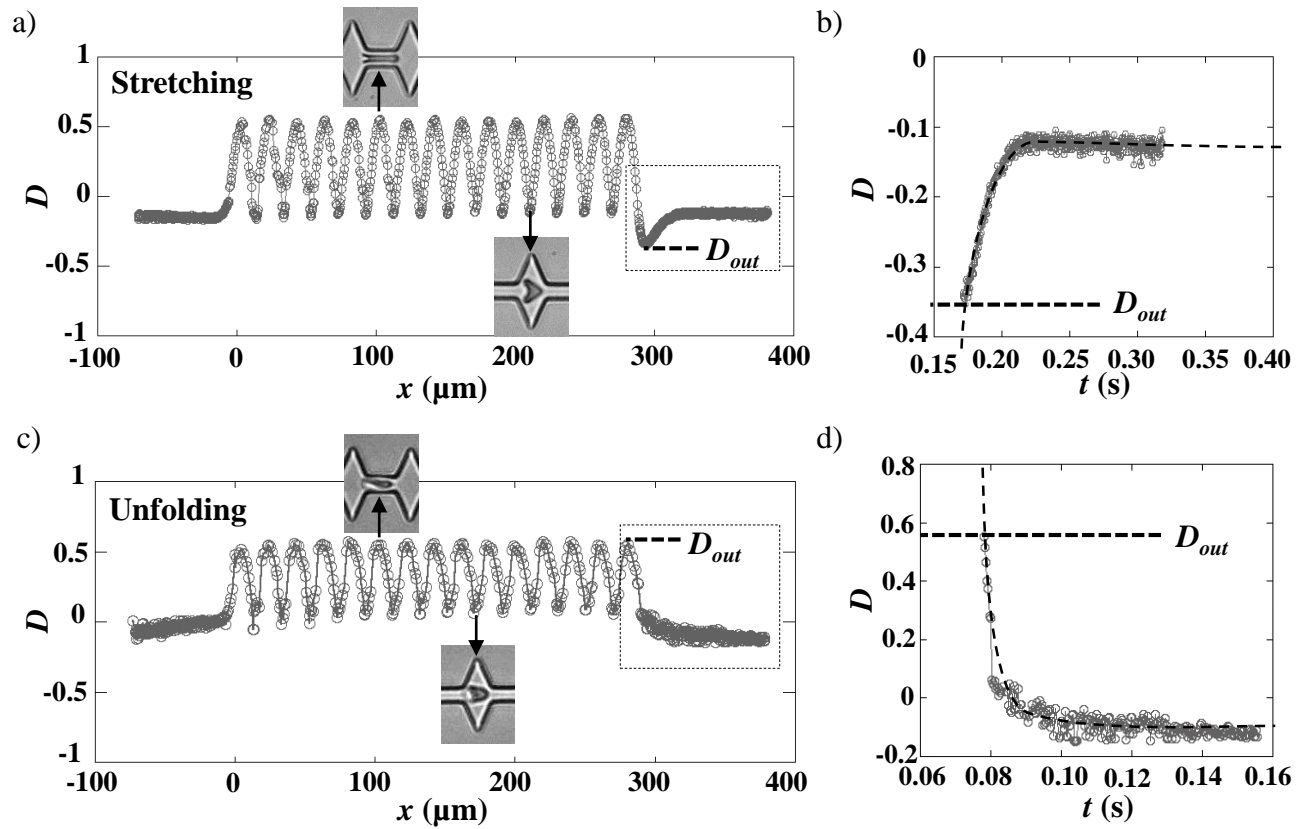 a)
Stretching
1
0.5
0
-0.5
-1
D
-100
0
100
200
300
400
x (μm)
D_out
b)
0
-0.1
-0.2
-0.3
-0.4
D
0.15
0.20
0.25
0.30
0.35
0.40
t (s)
D_out
c)
Unfolding
1
0.5
0
-0.5
-1
D
-100
0
100
200
300
400
x (μm)
D_out
d)
0.8
0.6
0.4
0.2
0
-0.2
D
0.06
0.08
0.10
0.12
0.14
0.16
t (s)
D_out